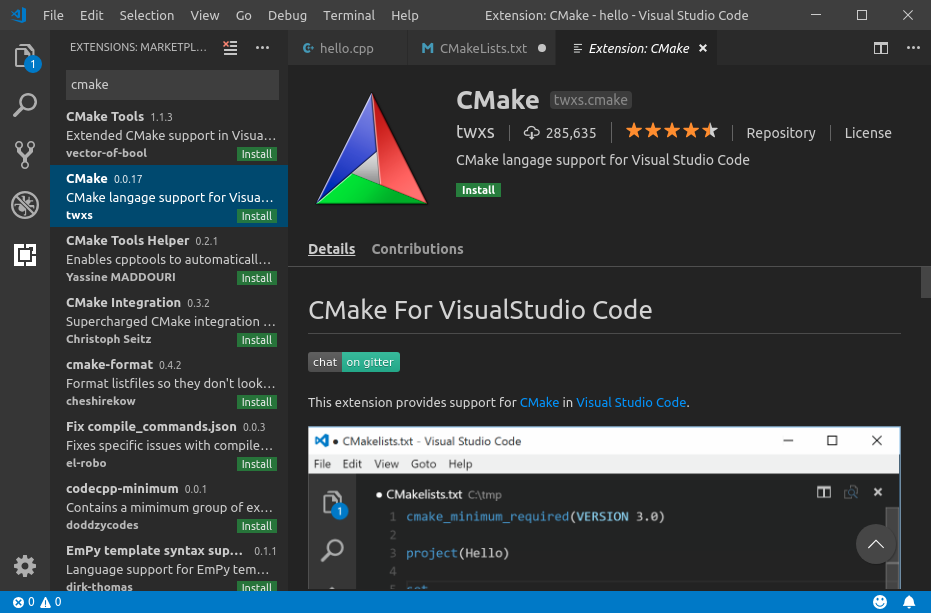 File Edit Selection View Go Debug Terminal Help Extension: CMake - hello - Visual Studio Code
EXTENSIONS: MARKETPL...
hello.cpp
CMakeLists.txt
Extension: CMake
1
cmake
CMake Tools 1.1.3
Extended CMake support in Visua...
vector-of-bool Install
CMake 0.0.17
CMake langage support for Visua...
twxs Install
CMake Tools Helper 0.2.1
Enables cpptools to automaticall...
Yassine MADDOURI Install
CMake Integration 0.3.2
Supercharged CMake integration ...
Christoph Seitz Install
cmake-format 0.4.2
Format listfiles so they don't look...
cheshirekow Install
Fix compile_commands.json 0.0.3
Fixes specific issues with compile...
el-robo Install
codecpp-minimum 0.0.1
Contains a mimimum group of ex...
doddzycodes Install
EmPy template syntax sup... 0.1.1
Language support for EmPy tem...
dirk-thomas Install
CMake twxs.cmake
twxs 285,635 Repository License
CMake langage support for Visual Studio Code
Install
Details Contributions
CMake For VisualStudio Code
chat on gitter
This extension provides support for CMake in Visual Studio Code.
CMakelists.txt - Visual Studio Code
File Edit View Goto Help
1
CMakelists.txt C:\tmp
1 cmake_minimum_required(VERSION 3.0)
2
3 project(Hello)
4
5 set
0 0